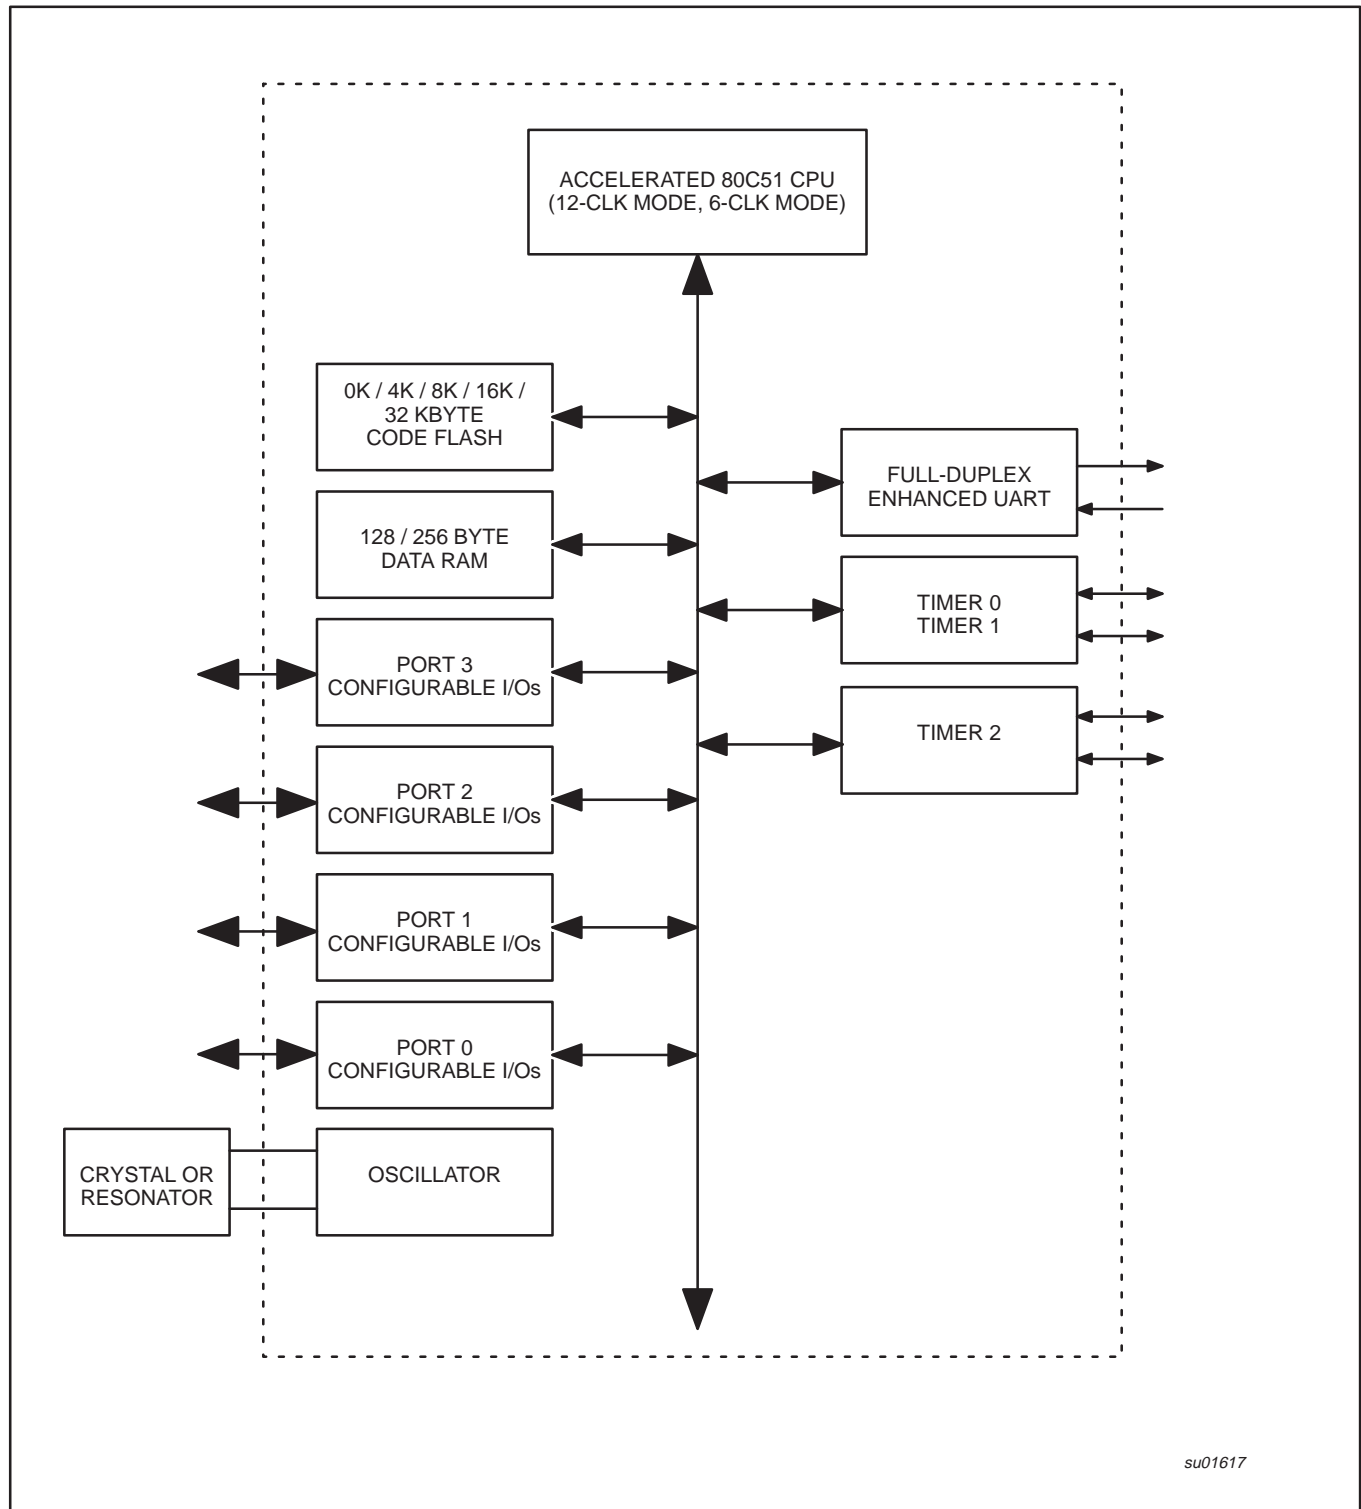 ACCELERATED 80C51 CPU
(12-CLK MODE, 6-CLK MODE)
0K / 4K / 8K / 16K /
32 KBYTE
CODE FLASH
128 / 256 BYTE
DATA RAM
PORT 3
CONFIGURABLE I/Os
PORT 2
CONFIGURABLE I/Os
PORT 1
CONFIGURABLE I/Os
PORT 0
CONFIGURABLE I/Os
CRYSTAL OR
RESONATOR
OSCILLATOR
FULL-DUPLEX
ENHANCED UART
TIMER 0
TIMER 1
TIMER 2
su01617